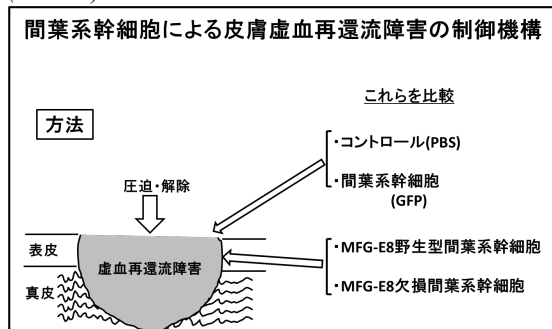 間葉系幹細胞による皮膚虚血再還流障害の制御機構
これらを比較
方法
・コントロール(PBS)
・間葉系幹細胞
(GFP)
圧迫・解除
表皮
虚血再還流障害
真皮
・MFG-E8野生型間葉系幹細胞
・MFG-E8欠損間葉系幹細胞